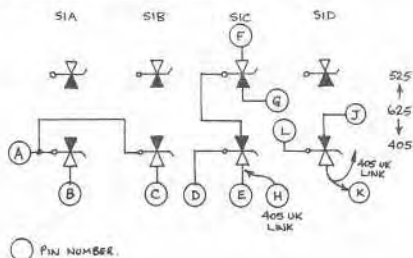 S1A S1B S1C S1D
F
525
G
J
625
A
L
405
B
C
D
E
H
K
405 UK
LINK
405 UK
LINK
PIN NUMBER.